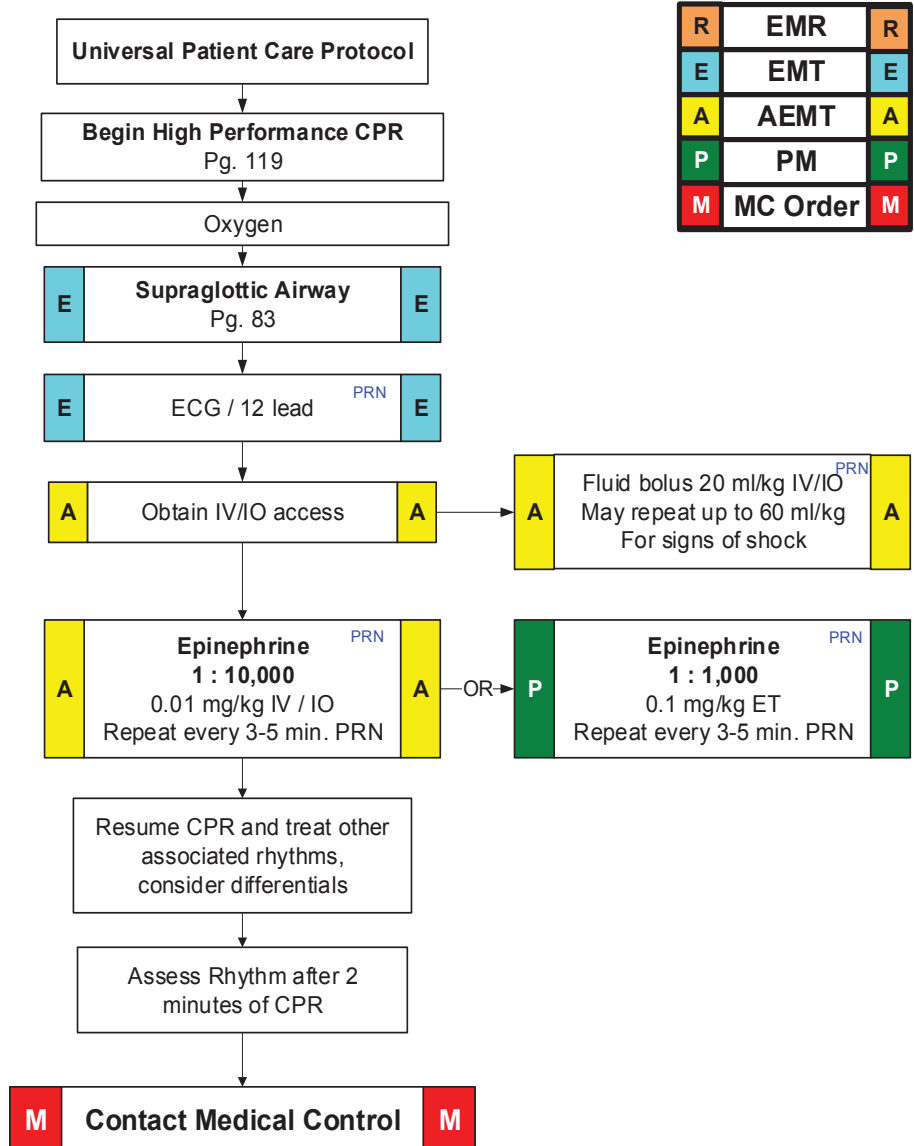 Universal Patient Care Protocol
R EMR R
E EMT E
A AEMT A
P PM P
M MC Order M
Begin High Performance CPR
Pg. 119
Oxygen
E Supraglottic Airway E
Pg. 83
PRN
E ECG / 12 lead E
A Obtain IV/IO access A
PRN
Fluid bolus 20 ml/kg IV/IO
A May repeat up to 60 ml/kg A
For signs of shock
PRN
Epinephrine
1 : 10,000
A 0.01 mg/kg IV / IO A
Repeat every 3-5 min. PRN
OR
PRN
Epinephrine
1 : 1,000
P 0.1 mg/kg ET P
Repeat every 3-5 min. PRN
Resume CPR and treat other
associated rhythms,
consider differentials
Assess Rhythm after 2
minutes of CPR
M Contact Medical Control M